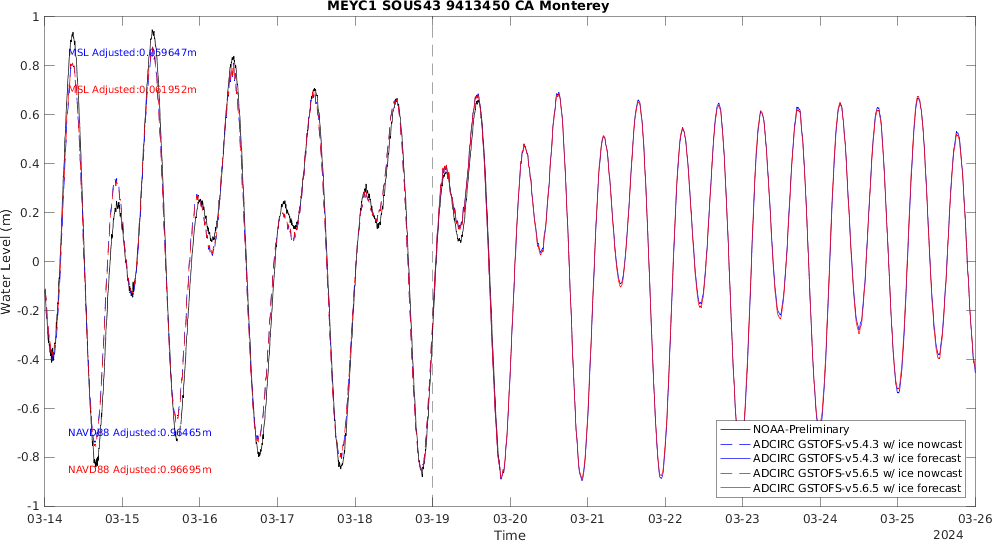 MEYC1 SOUS43 9413450 CA Monterey
Water Level (m)
1
0.8
0.6
0.4
0.2
0
-0.2
-0.4
-0.6
-0.8
-1
MSL Adjusted:0.059647m
MSL Adjusted:0.061952m
NAVD88 Adjusted:0.96465m
NAVD88 Adjusted:0.96695m
NOAA-Preliminary
ADCIRC GSTOFS-v5.4.3 w/ ice nowcast
ADCIRC GSTOFS-v5.4.3 w/ ice forecast
ADCIRC GSTOFS-v5.6.5 w/ ice nowcast
ADCIRC GSTOFS-v5.6.5 w/ ice forecast
03-14 03-15 03-16 03-17 03-18 03-19 03-20 03-21 03-22 03-23 03-24 03-25 03-26
Time
2024